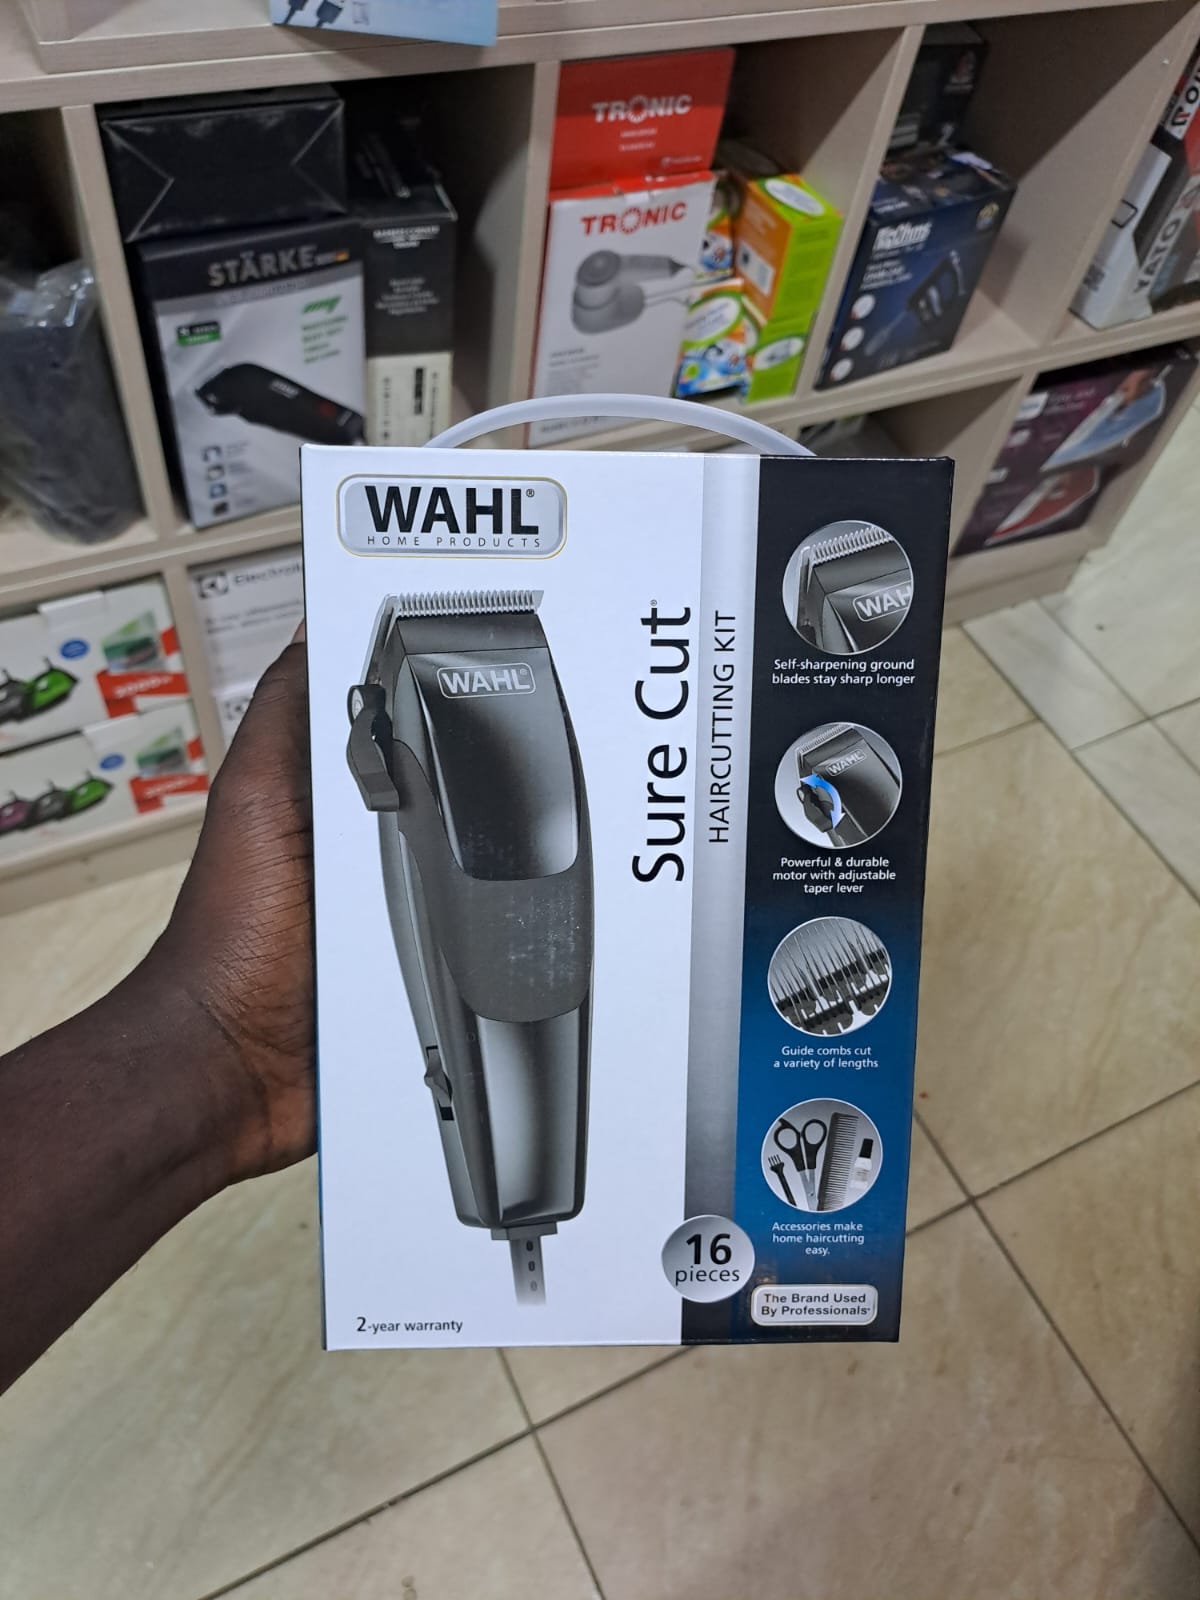 TRONIC
TRONIC
STÄRKE
WAHL
WAHL®
HOME PRODUCTS
WAHL®
Sure Cut®
HAIRCUTTING KIT
WAH
Self-sharpening ground
blades stay sharp longer
WAHL
Powerful & durable
motor with adjustable
taper lever
Guide combs cut
a variety of lengths
Accessories make
home haircutting
easy.
16
pieces
The Brand Used
By Professionals
2-year warranty